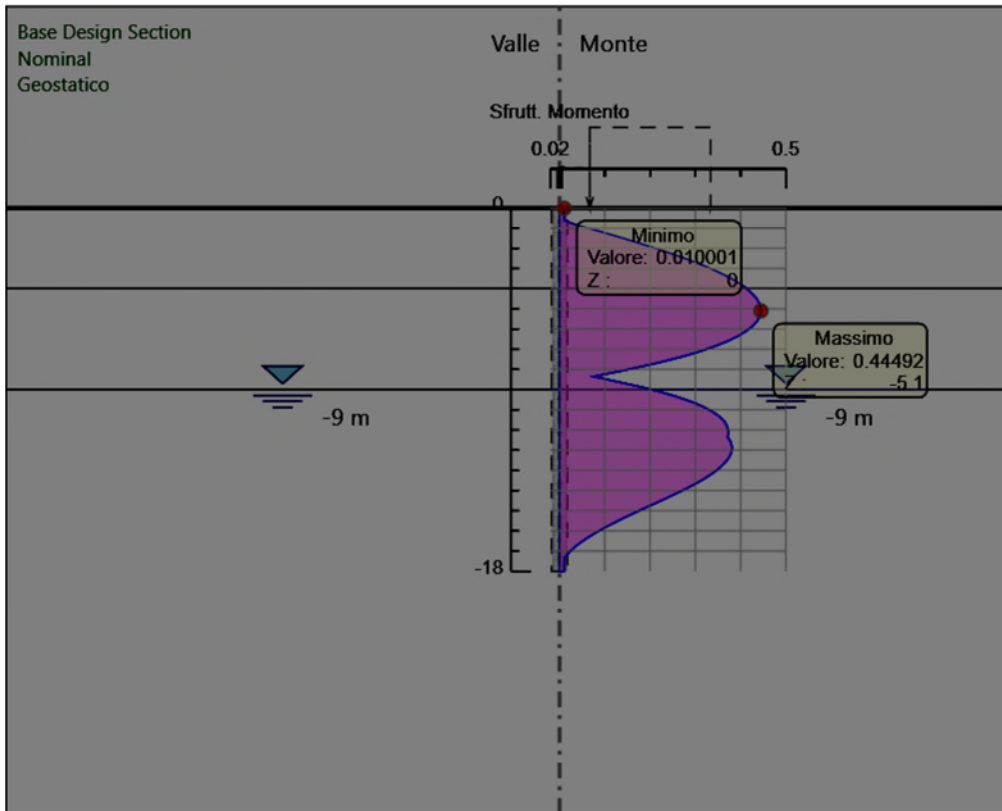 Base Design Section
Nominal
Geostatico
Valle
Monte
Sfrutt. Momento
0.02
0.5
0
Minimo
Valore: 0.010001
Z :
0
Massimo
Valore: 0.44492
Z :
-5.1
-9 m
-9 m
-18